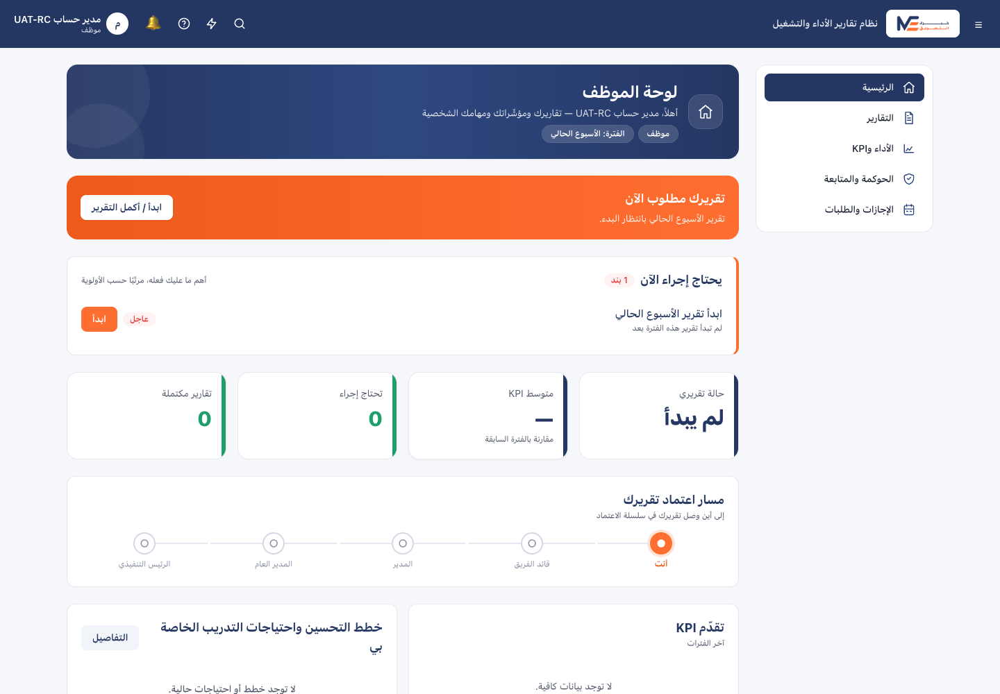 خبراء التسويق
نظام تقارير الأداء والتشغيل
م
مدير حساب UAT-RC
موظف
الرئيسية
التقارير
الأداء وKPI
الحوكمة والمتابعة
الإجازات والطلبات
لوحة الموظف
أهلاً، مدير حساب UAT-RC — تقاريرك ومؤشّراتك ومهامك الشخصية
موظف
الفترة: الأسبوع الحالي
تقريرك مطلوب الآن
تقرير الأسبوع الحالي بانتظار البدء.
ابدأ / أكمل التقرير
يحتاج إجراء الآن
1 بند
أهم ما عليك فعله، مرتّبًا حسب الأولوية
ابدأ تقرير الأسبوع الحالي
لم تبدأ تقرير هذه الفترة بعد
عاجل
ابدأ
حالة تقريري
لم يبدأ
متوسط KPI
—
مقارنة بالفترة السابقة
تحتاج إجراء
0
تقارير مكتملة
0
مسار اعتماد تقريرك
إلى أين وصل تقريرك في سلسلة الاعتماد
أنت
قائد الفريق
المدير
المدير العام
الرئيس التنفيذي
تقدّم KPI
آخر الفترات
لا توجد بيانات كافية.
خطط التحسين واحتياجات التدريب الخاصة
بي
التفاصيل
لا توجد خطط أو احتياجات حالية.